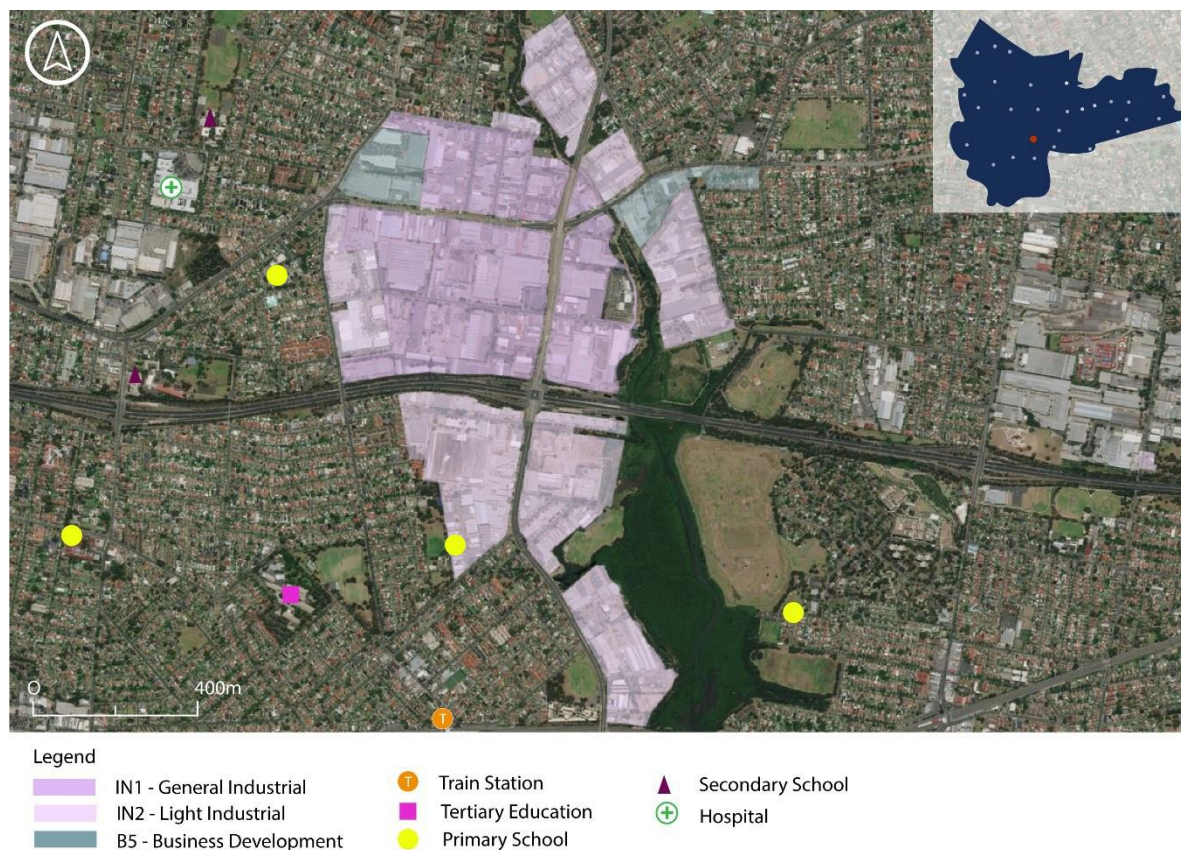 O 400m
T
Legend
IN1 - General Industrial
IN2 - Light Industrial
B5 - Business Development
T Train Station
Tertiary Education
Primary School
Secondary School
Hospital